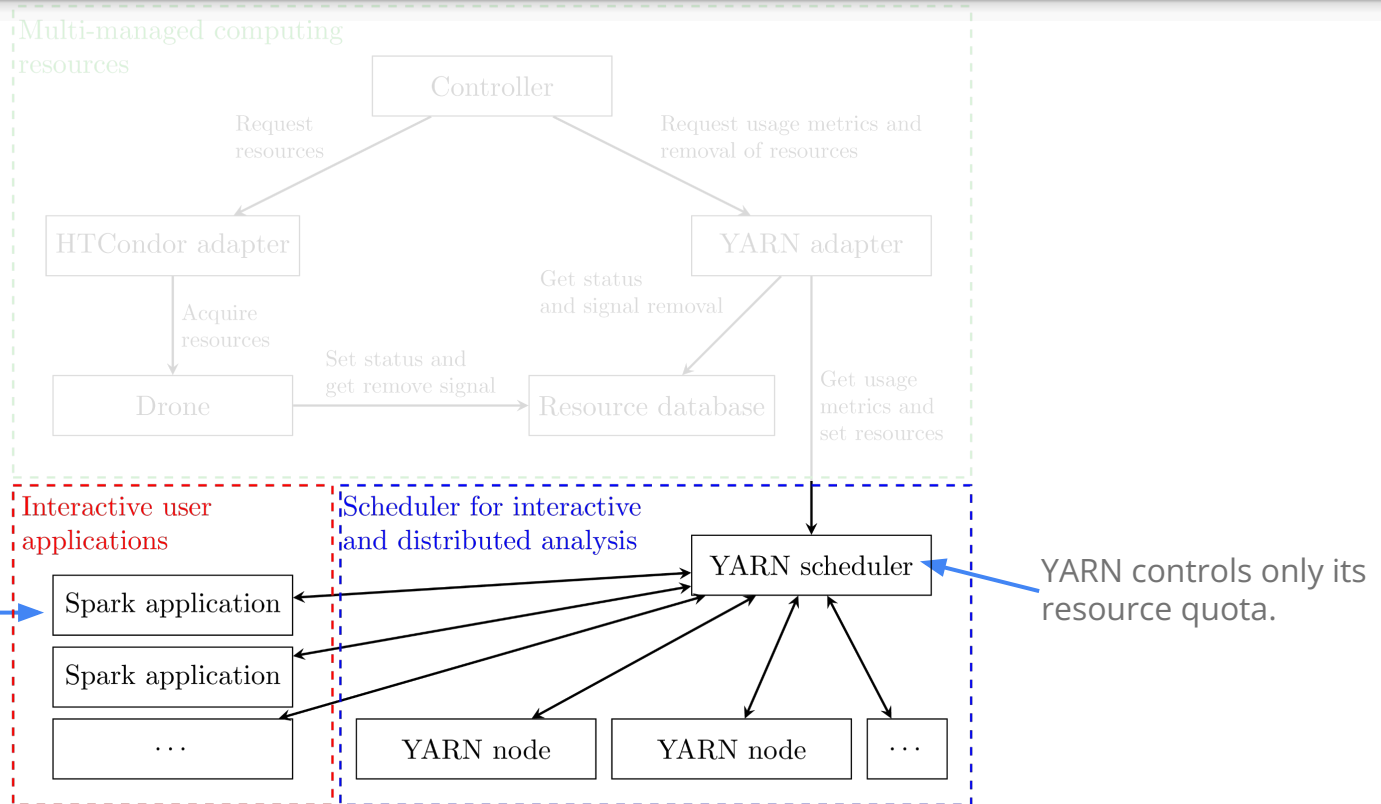 Multi-managed computing
resources
Controller
Request
resources
Request usage metrics and
removal of resources
HTCondor adapter
YARN adapter
Get status
and signal removal
Acquire
resources
Set status and
get remove signal
Get usage
metrics and
set resources
Drone
Resource database
Interactive user
applications
Scheduler for interactive
and distributed analysis
YARN scheduler
YARN controls only its
resource quota.
Spark application
Spark application
...
YARN node
YARN node
...